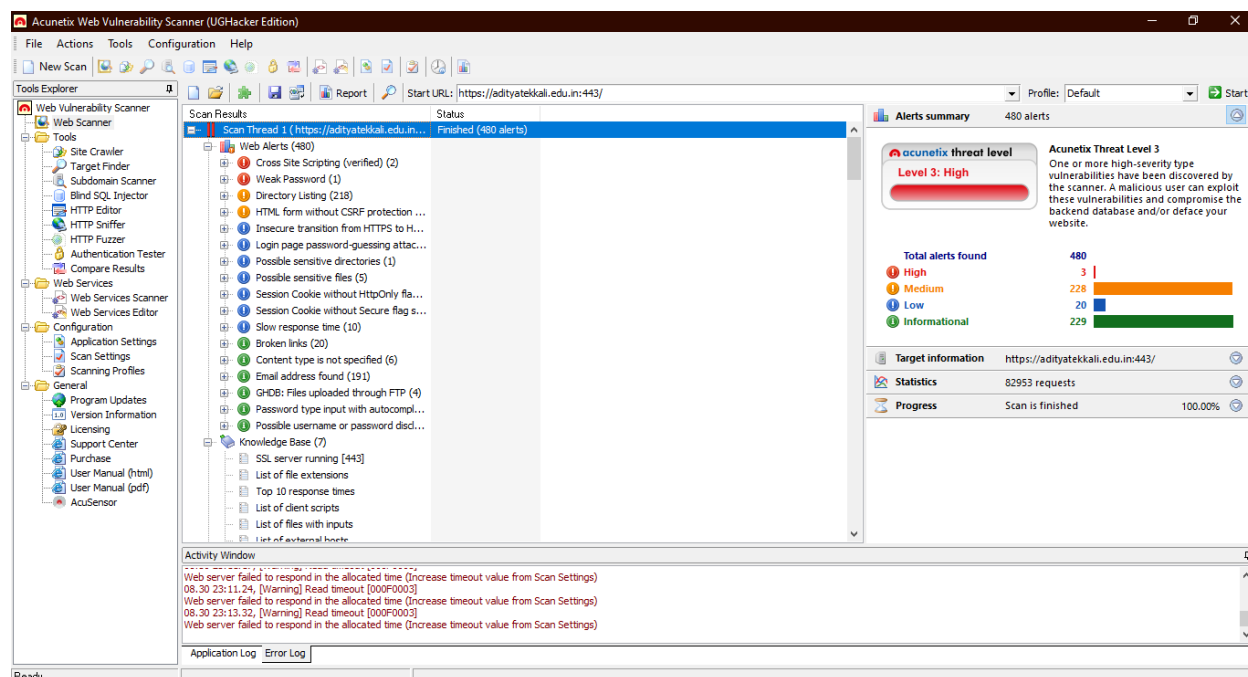 Acunetix Web Vulnerability Scanner (UGHacker Edition)
File Actions Tools Configuration Help
New Scan
Tools Explorer
Web Vulnerability Scanner
Web Scanner
Tools
Site Crawler
Target Finder
Subdomain Scanner
Blind SQL Injector
HTTP Editor
HTTP Sniffer
HTTP Fuzzer
Authentication Tester
Compare Results
Web Services
Web Services Scanner
Web Services Editor
Configuration
Application Settings
Scan Settings
Scanning Profiles
General
Program Updates
Version Information
Licensing
Support Center
Purchase
User Manual (html)
User Manual (pdf)
AcuSensor
Report Start URL: https://adityatekkali.edu.in:443/ Profile: Default Start
Scan Results Status
Scan Thread 1 ( https://adityatekkali.edu.in... Finished (480 alerts)
Web Alerts (480)
Cross Site Scripting (verified) (2)
Weak Password (1)
Directory Listing (218)
HTML form without CSRF protection ...
Insecure transition from HTTPS to H...
Login page password-guessing attac...
Possible sensitive directories (1)
Possible sensitive files (5)
Session Cookie without HttpOnly fla...
Session Cookie without Secure flag s...
Slow response time (10)
Broken links (20)
Content type is not specified (6)
Email address found (191)
GHDB: Files uploaded through FTP (4)
Password type input with autocompl...
Possible username or password discl...
Knowledge Base (7)
SSL server running [443]
List of file extensions
Top 10 response times
List of client scripts
List of files with inputs
List of external hosts
Alerts summary 480 alerts
acunetix threat level
Level 3: High
Acunetix Threat Level 3
One or more high-severity type
vulnerabilities have been discovered by
the scanner. A malicious user can exploit
these vulnerabilities and compromise the
backend database and/or deface your
website.
Total alerts found 480
High 3
Medium 228
Low 20
Informational 229
Target information https://adityatekkali.edu.in:443/
Statistics 82953 requests
Progress Scan is finished 100.00%
Activity Window
Web server failed to respond in the allocated time (Increase timeout value from Scan Settings)
08.30 23:11.24, [Warning] Read timeout [000F0003]
Web server failed to respond in the allocated time (Increase timeout value from Scan Settings)
08.30 23:13.32, [Warning] Read timeout [000F0003]
Web server failed to respond in the allocated time (Increase timeout value from Scan Settings)
Application Log Error Log
Ready